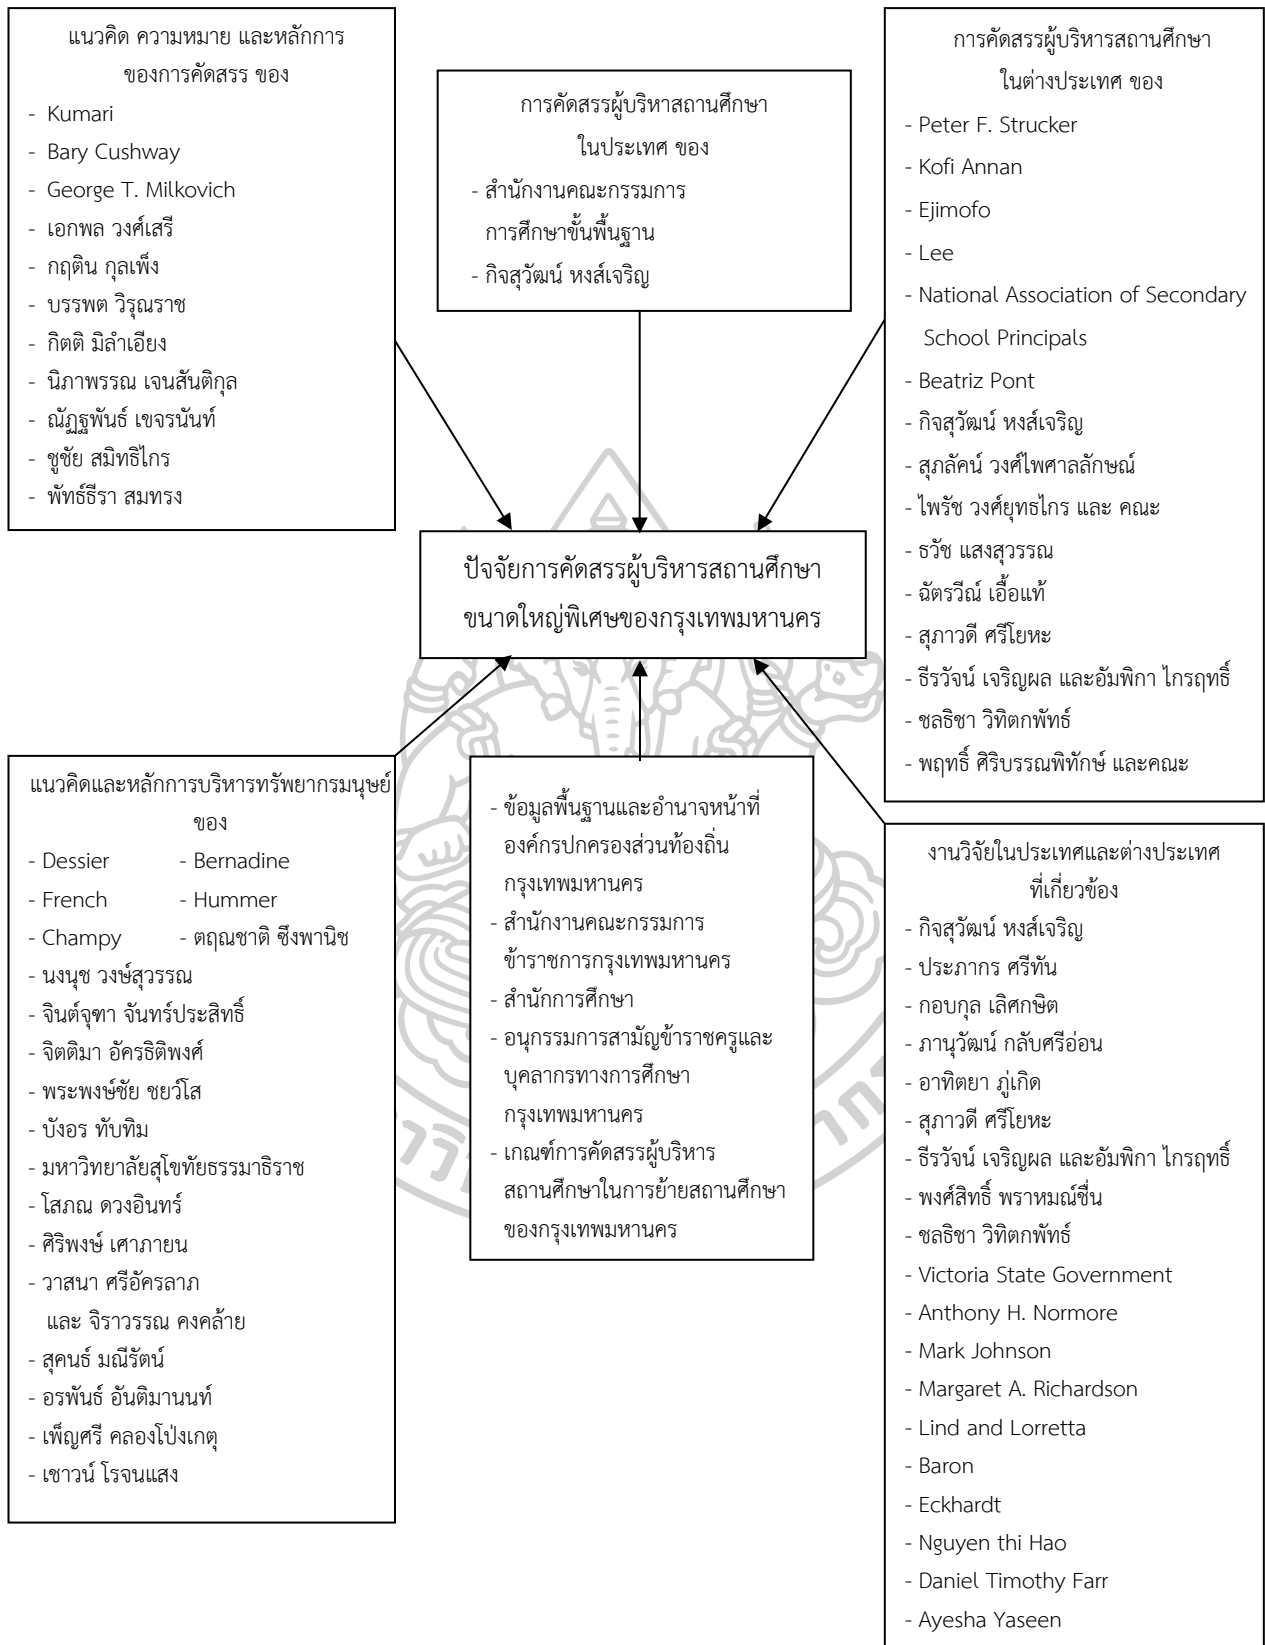 แนวคิด ความหมาย และหลักการ
ของการคัดสรร ของ
- Kumari
- Bary Cushway
- George T. Milkovich
- เอกพล วงศ์เสรี
- กฤติน กุลเพ็ง
- บรรพต วิรุณราช
- กิตติ มิลำเอียง
- นิภาพรรณ เจนสันติกุล
- ณัฏฐพันธ์ เขจรนันท์
- ชูชัย สมิทธิไกร
- พัทธ์ธีรา สมทรง
การคัดสรรผู้บริหาสถานศึกษา
ในประเทศ ของ
- สำนักงานคณะกรรมการ
การศึกษาขั้นพื้นฐาน
- กิจสุวัฒน์ หงส์เจริญ
การคัดสรรผู้บริหารสถานศึกษา
ในต่างประเทศ ของ
- Peter F. Strucker
- Kofi Annan
- Ejimofo
- Lee
- National Association of Secondary
School Principals
- Beatriz Pont
- กิจสุวัฒน์ หงส์เจริญ
- สุภลัคน์ วงศ์ไพศาลลักษณ์
- ไพรัช วงศ์ยุทธไกร และ คณะ
- ธวัช แสงสุวรรณ
- ฉัตรวีณ์ เอื้อแท้
- สุภาวดี ศรีโยหะ
- ธีรวัจน์ เจริญผล และอัมพิกา ไกรฤทธิ์
- ชลธิชา วิทิตกพัทธ์
- พฤทธิ์ ศิริบรรณพิทักษ์ และคณะ
ปัจจัยการคัดสรรผู้บริหารสถานศึกษา
ขนาดใหญ่พิเศษของกรุงเทพมหานคร
แนวคิดและหลักการบริหารทรัพยากรมนุษย์
ของ
- Dessier - Bernadine
- French - Hummer
- Champy - ตฤณชาติ ซึงพานิช
- นงนุช วงษ์สุวรรณ
- จินต์จุฑา จันทร์ประสิทธิ์
- จิตติมา อัครธิติพงศ์
- พระพงษ์ชัย ชยวํโส
- บังอร ทับทิม
- มหาวิทยาลัยสุโขทัยธรรมาธิราช
- โสภณ ดวงอินทร์
- ศิริพงษ์ เศาภายน
- วาสนา ศรีอัครลาภ
และ จิราวรรณ คงคล้าย
- สุคนธ์ มณีรัตน์
- อรพันธ์ อันติมานนท์
- เพ็ญศรี คลองโป่งเกตุ
- เชาวน์ โรจนแสง
- ข้อมูลพื้นฐานและอำนาจหน้าที่
องค์กรปกครองส่วนท้องถิ่น
กรุงเทพมหานคร
- สำนักงานคณะกรรมการ
ข้าราชการกรุงเทพมหานคร
- สำนักการศึกษา
- อนุกรรมการสามัญข้าราชครูและ
บุคลากรทางการศึกษา
กรุงเทพมหานคร
- เกณฑ์การคัดสรรผู้บริหาร
สถานศึกษาในการย้ายสถานศึกษา
ของกรุงเทพมหานคร
งานวิจัยในประเทศและต่างประเทศ
ที่เกี่ยวข้อง
- กิจสุวัฒน์ หงส์เจริญ
- ประภากร ศรีทัน
- กอบกุล เลิศกษิต
- ภานุวัฒน์ กลับศรีอ่อน
- อาทิตยา ภู่เกิด
- สุภาวดี ศรีโยหะ
- ธีรวัจน์ เจริญผล และอัมพิกา ไกรฤทธิ์
- พงศ์สิทธิ์ พราหมณ์ชื่น
- ชลธิชา วิทิตกพัทธ์
- Victoria State Government
- Anthony H. Normore
- Mark Johnson
- Margaret A. Richardson
- Lind and Lorretta
- Baron
- Eckhardt
- Nguyen thi Hao
- Daniel Timothy Farr
- Ayesha Yaseen